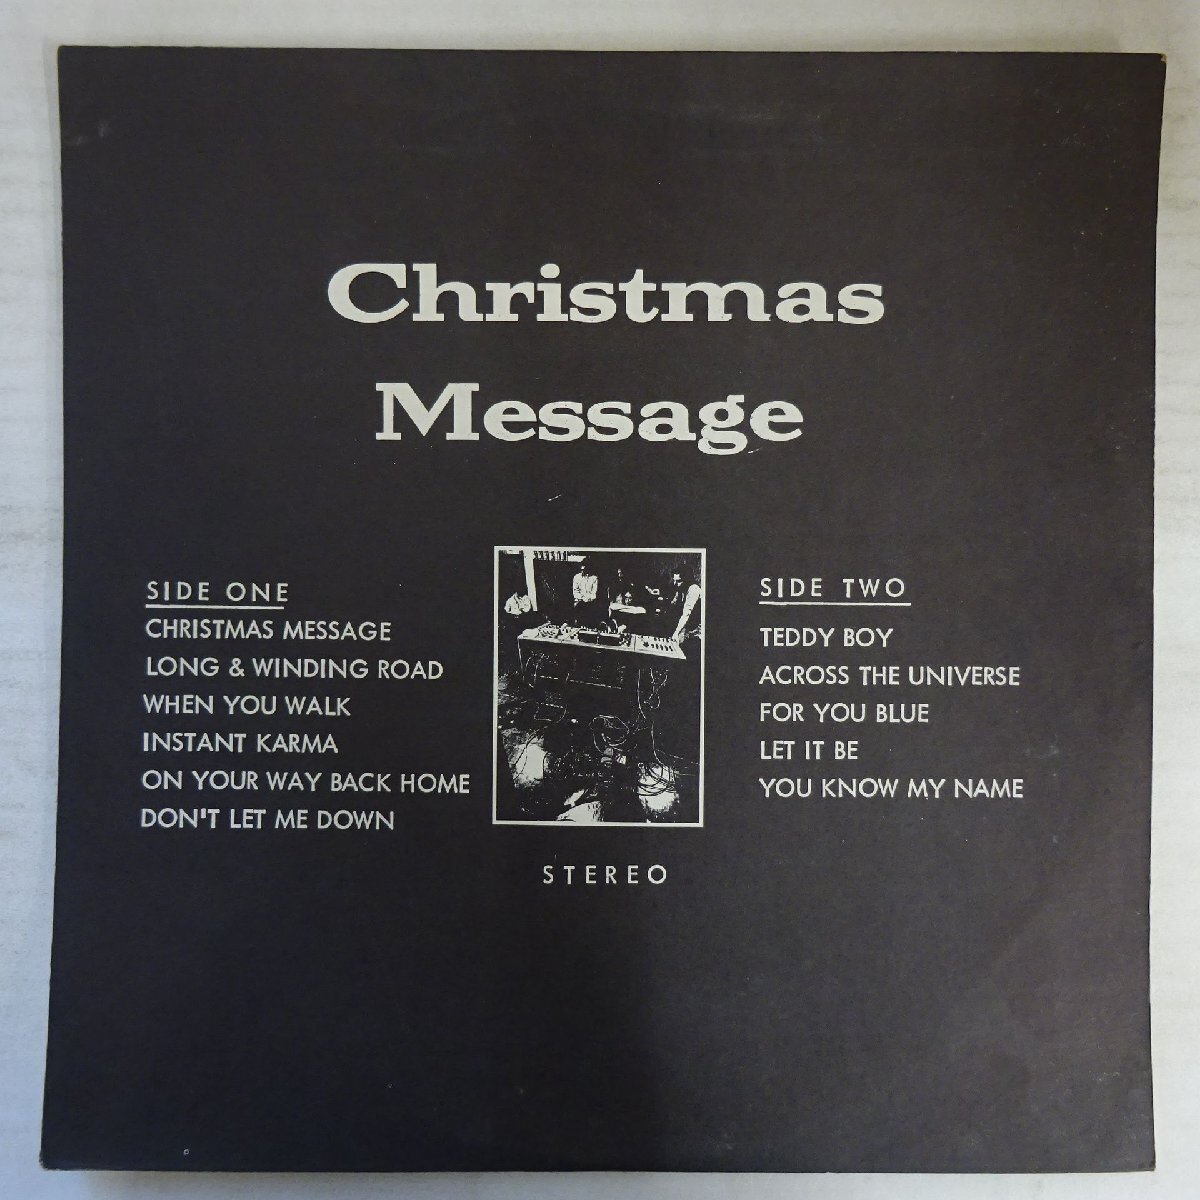 Christmas
Message
SIDE ONE
CHRISTMAS MESSAGE
LONG & WINDING ROAD
WHEN YOU WALK
INSTANT KARMA
ON YOUR WAY BACK HOME
DON'T LET ME DOWN
SIDE TWO
TEDDY BOY
ACROSS THE UNIVERSE
FOR YOU BLUE
LET IT BE
YOU KNOW MY NAME
STEREO